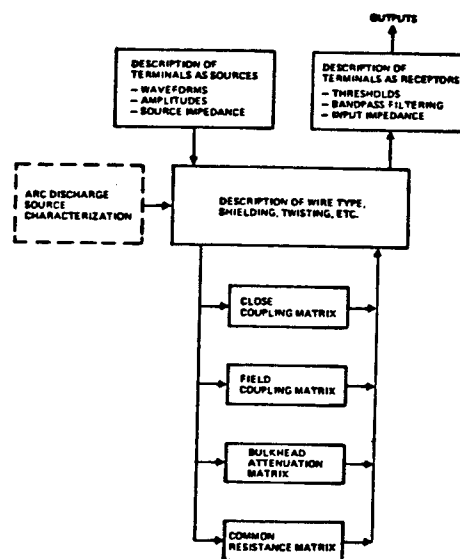 OUTPUTS
DESCRIPTION OF
TERMINALS AS SOURCES
– WAVEFORMS
– AMPLITUDES
– SOURCE IMPEDANCE
DESCRIPTION OF
TERMINALS AS RECEPTORS
– THRESHOLDS
– BANDPASS FILTERING
– INPUT IMPEDANCE
ARC DISCHARGE
SOURCE
CHARACTERIZATION
DESCRIPTION OF WIRE TYPE,
SHIELDING, TWISTING, ETC.
CLOSE
COUPLING MATRIX
FIELD
COUPLING MATRIX
BULKHEAD
ATTENUATION
MATRIX
COMMON
RESISTANCE MATRIX